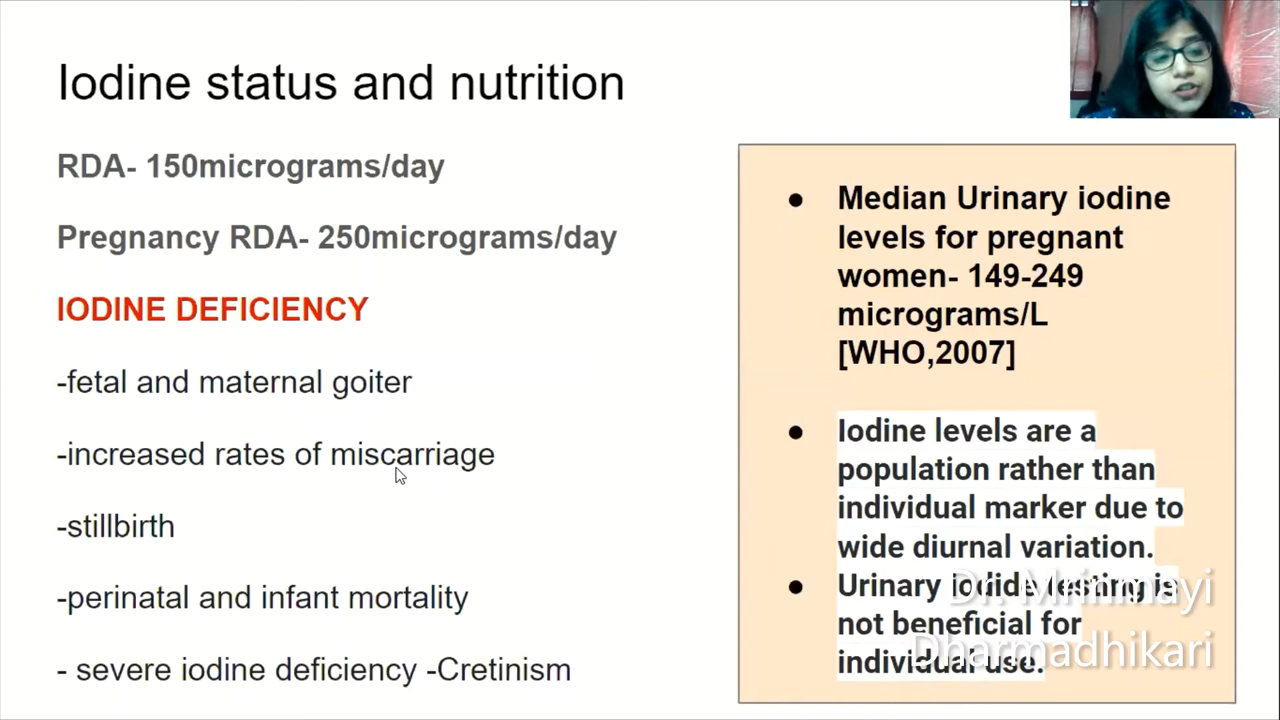 Iodine status and nutrition
RDA- 150micrograms/day
Pregnancy RDA- 250micrograms/day
IODINE DEFICIENCY
-fetal and maternal goiter
-increased rates of miscarriage
-stillbirth
-perinatal and infant mortality
- severe iodine deficiency -Cretinism
● Median Urinary iodine
levels for pregnant
women- 149-249
micrograms/L
[WHO,2007]
● Iodine levels are a
population rather than
individual marker due to
wide diurnal variation.
● Urinary iodide testing is
not beneficial for
individual use.
Dr. Mrinmayi
Dharmadhikari